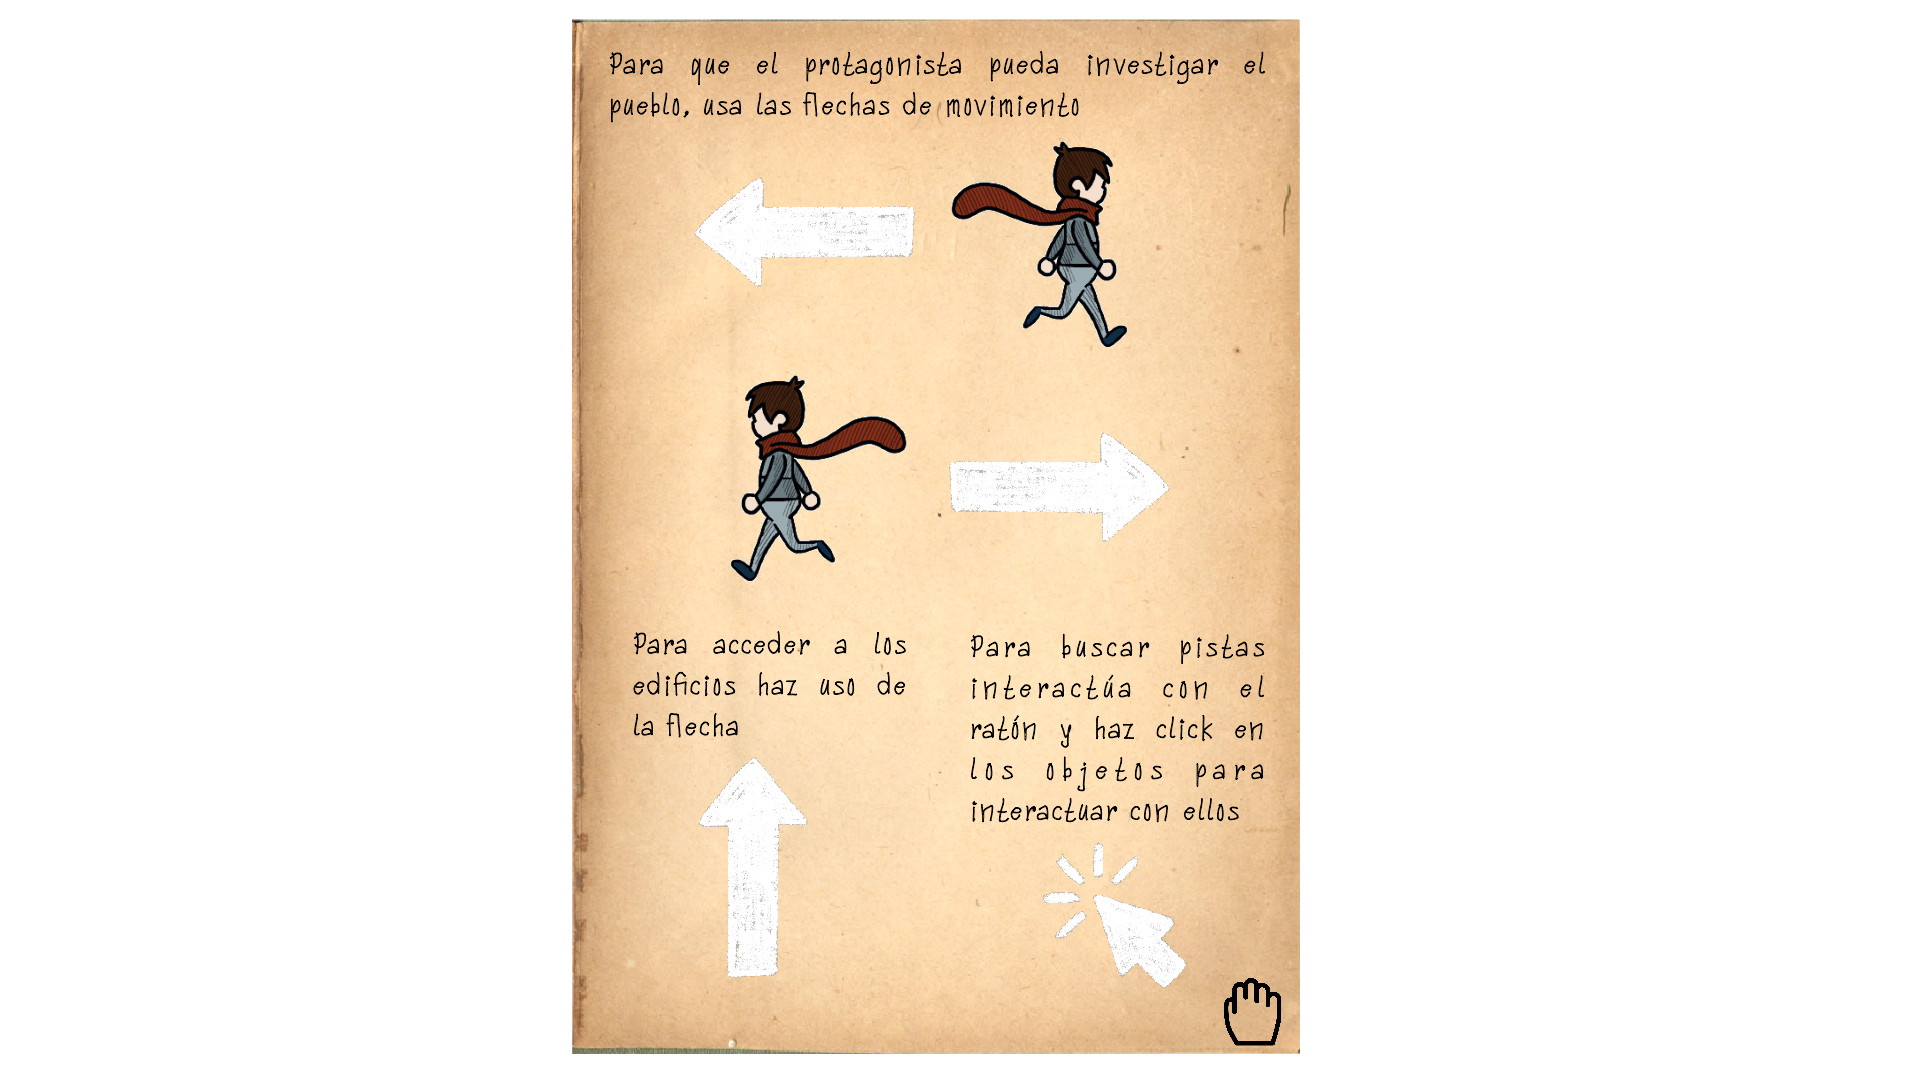 Para que el protagonista pueda investigar el
pueblo, usa las flechas de movimiento
Para acceder a los
edificios haz uso de
la flecha
Para buscar pistas
interactúa con el
ratón y haz click en
los objetos para
interactuar con ellos